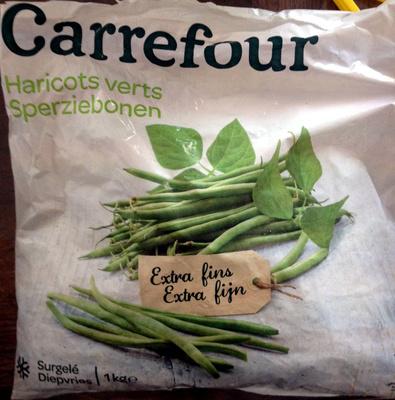 Carrefour
Haricots verts
Sperziebonen
Extra fins
Extra fijn
Surgelé
Diepvries
1kg e